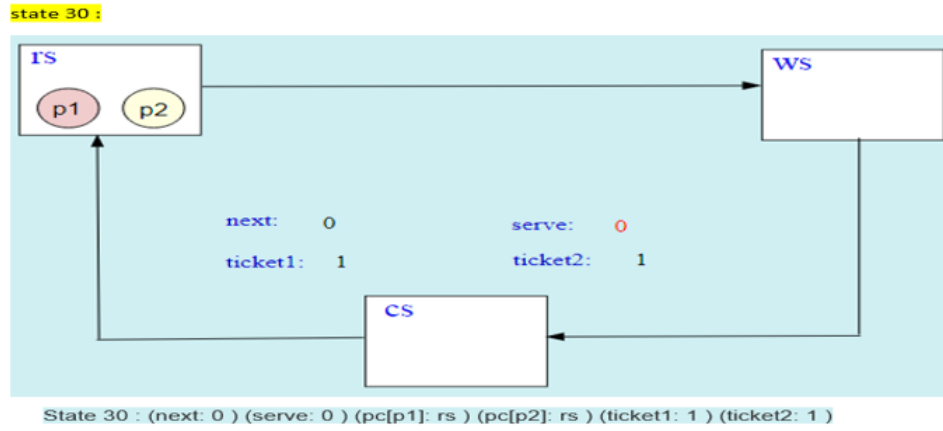 state 30 :
rs
ws
p1 p2
next: 0 serve: 0
ticket1: 1 ticket2: 1
cs
State 30 : (next: 0 ) (serve: 0 ) (pc[p1]: rs ) (pc[p2]: rs ) (ticket1: 1 ) (ticket2: 1 )